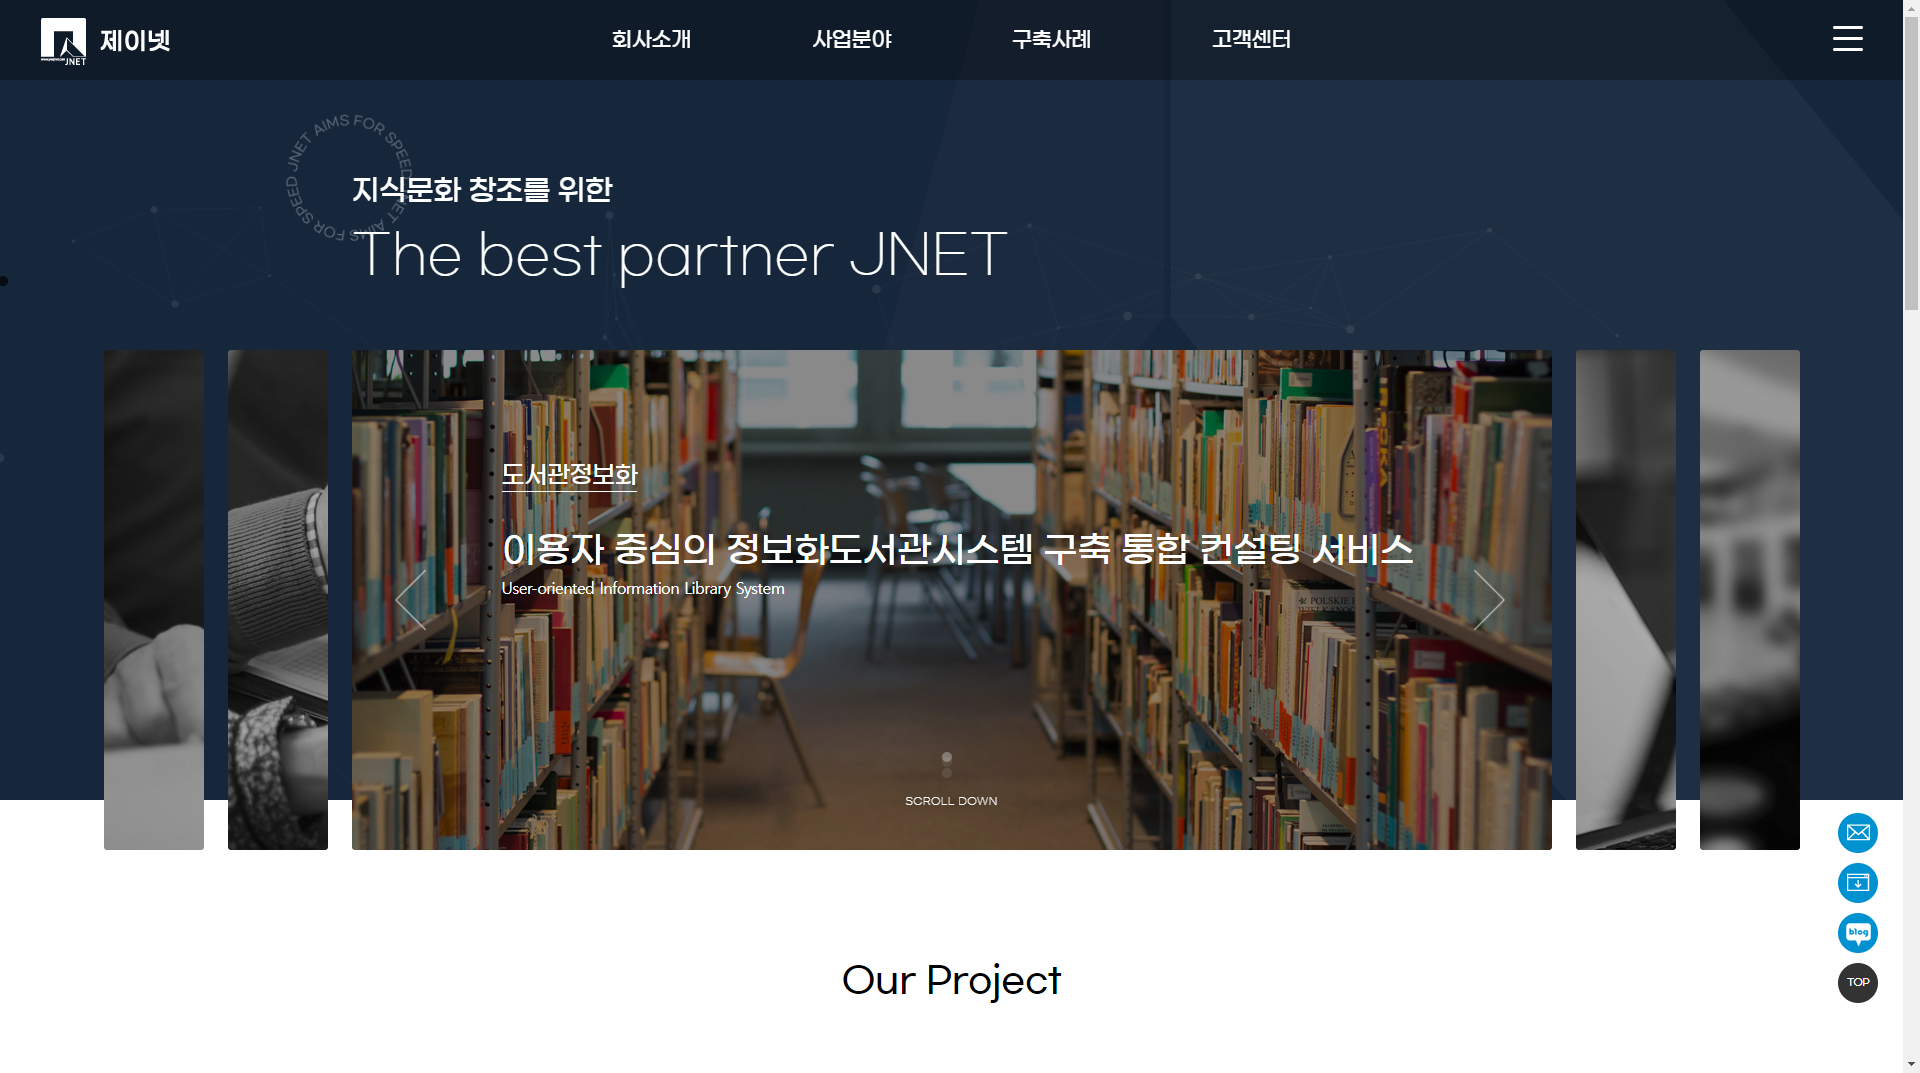 JNET
제이넷
회사소개
사업분야
구축사례
고객센터
JNET AIMS FOR SPEED JNET AIMS FOR SPEED
지식문화 창조를 위한
The best partner JNET
도서관정보화
이용자 중심의 정보화도서관시스템 구축 통합 컨설팅 서비스
User-oriented Information Library System
POLSKIE
SCROLL DOWN
blog
TOP
Our Project